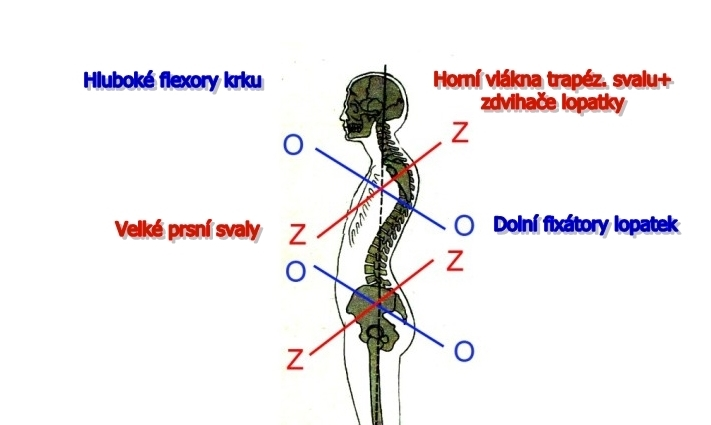 Hluboké flexory krku
Horní vlákna trapéz. svalu+
zdvihače lopatky
O
Z
Velké prsní svaly
Z
O
Dolní fixátory lopatek
O
Z
Z
O